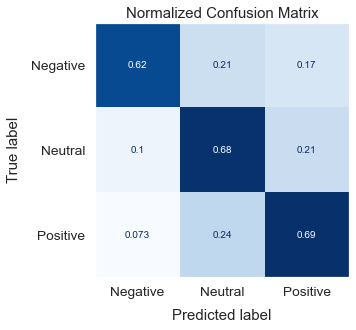 Normalized Confusion Matrix
Negative 0.62 0.21 0.17
Neutral 0.1 0.68 0.21
Positive 0.073 0.24 0.69
Negative Neutral Positive
Predicted label
True label